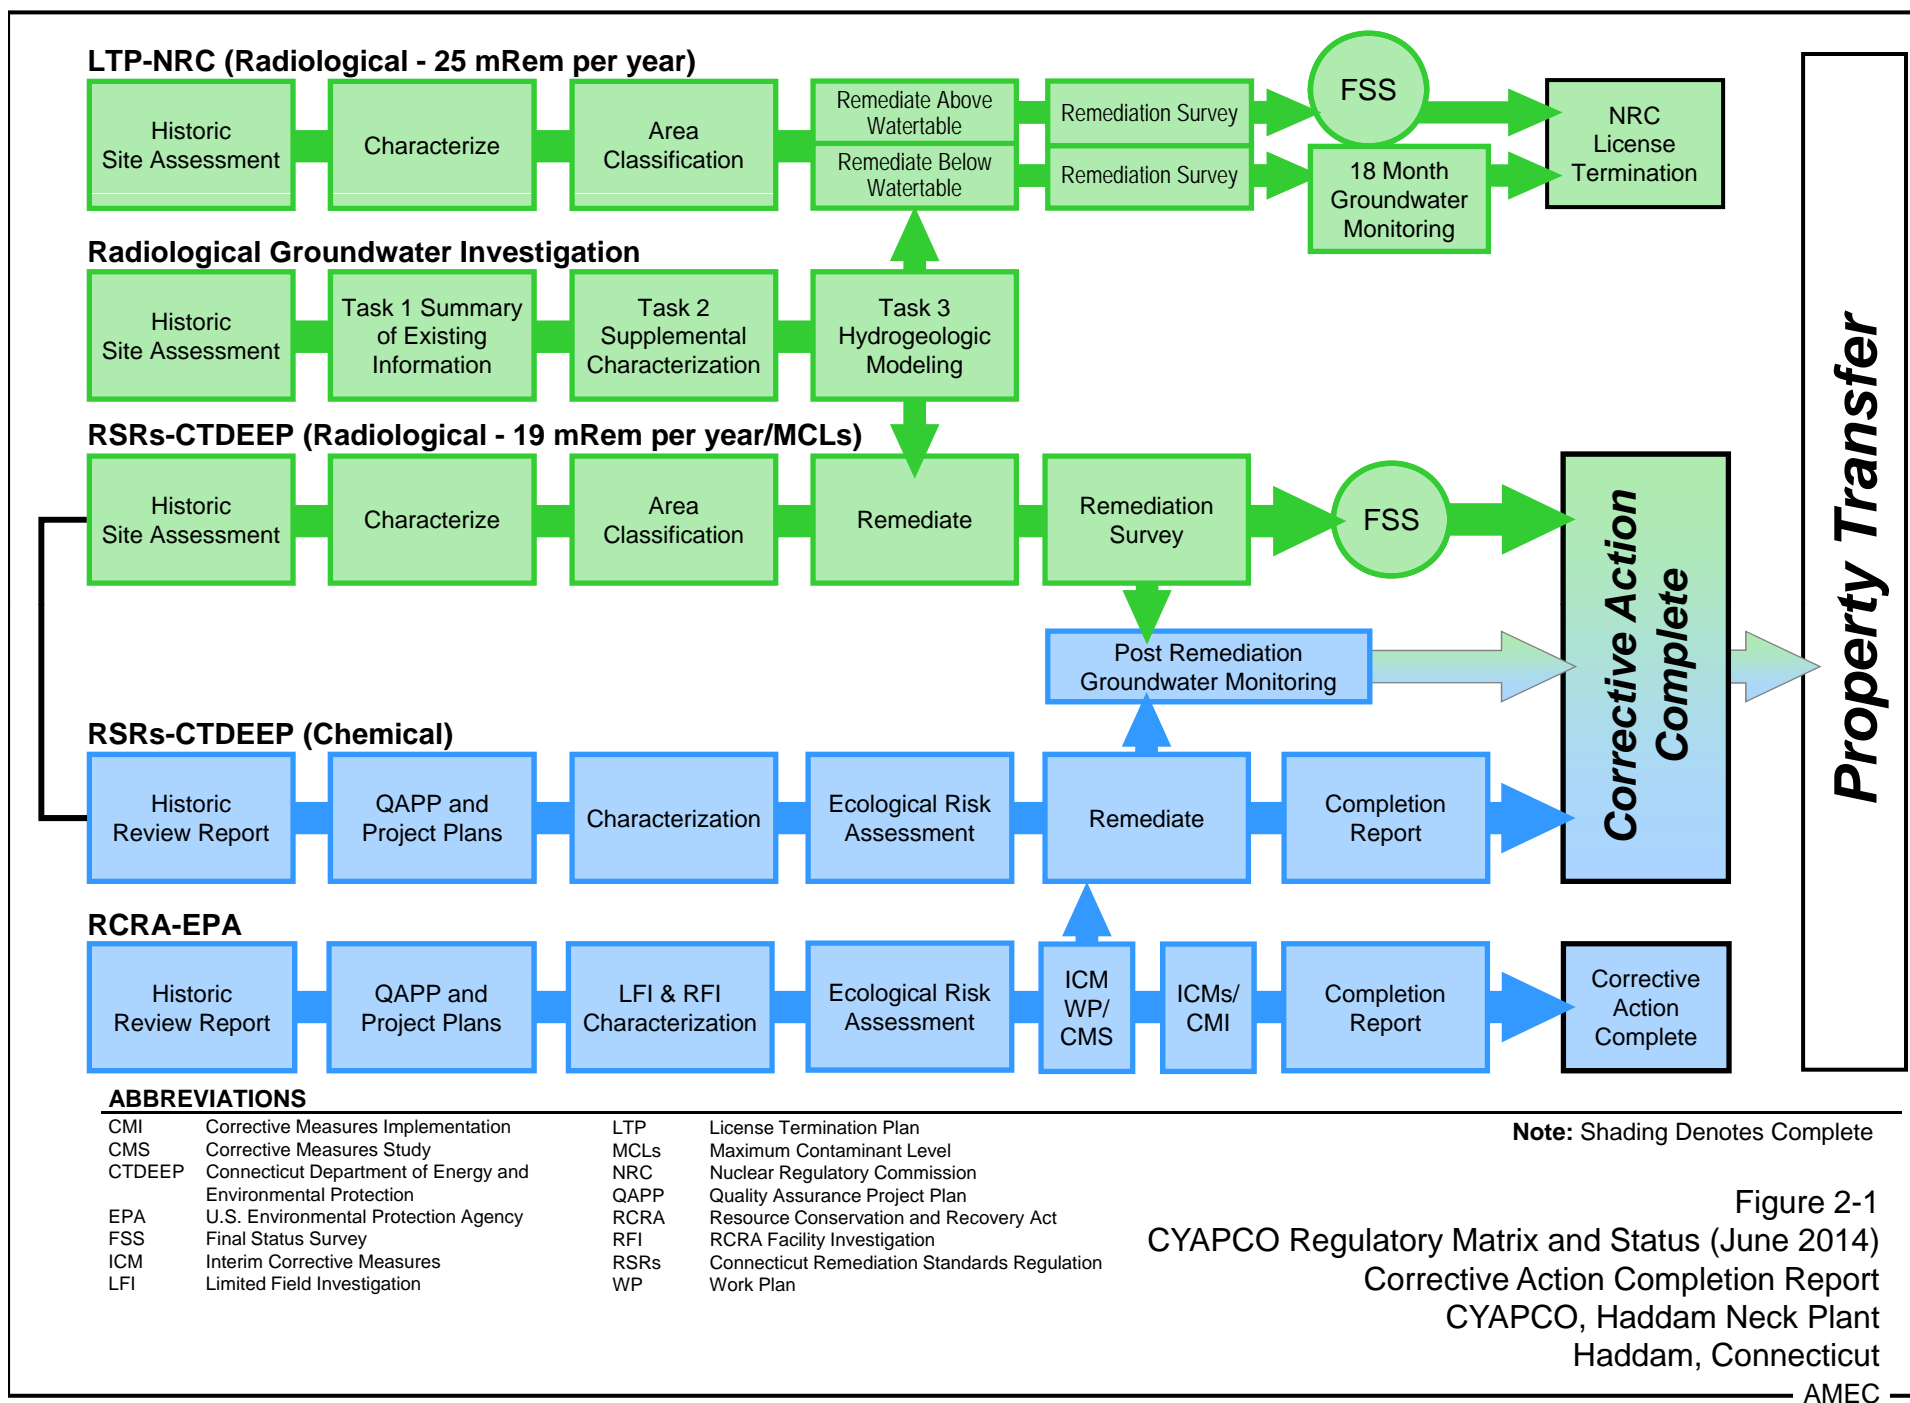 LTP-NRC (Radiological - 25 mRem per year)
Historic
Site Assessment
Characterize
Area
Classification
Remediate Above
Watertable
Remediate Below
Watertable
Remediation Survey
Remediation Survey
FSS
18 Month
Groundwater
Monitoring
NRC
License
Termination
Radiological Groundwater Investigation
Historic
Site Assessment
Task 1 Summary
of Existing
Information
Task 2
Supplemental
Characterization
Task 3
Hydrogeologic
Modeling
RSRs-CTDEEP (Radiological - 19 mRem per year/MCLs)
Historic
Site Assessment
Characterize
Area
Classification
Remediate
Remediation
Survey
FSS
Post Remediation
Groundwater Monitoring
Corrective Action
Complete
Property Transfer
RSRs-CTDEEP (Chemical)
Historic
Review Report
QAPP and
Project Plans
Characterization
Ecological Risk
Assessment
Remediate
Completion
Report
RCRA-EPA
Historic
Review Report
QAPP and
Project Plans
LFI & RFI
Characterization
Ecological Risk
Assessment
ICM
WP/
CMS
ICMs/
CMI
Completion
Report
Corrective
Action
Complete
ABBREVIATIONS
CMI Corrective Measures Implementation
CMS Corrective Measures Study
CTDEEP Connecticut Department of Energy and
Environmental Protection
EPA U.S. Environmental Protection Agency
FSS Final Status Survey
ICM Interim Corrective Measures
LFI Limited Field Investigation
LTP License Termination Plan
MCLs Maximum Contaminant Level
NRC Nuclear Regulatory Commission
QAPP Quality Assurance Project Plan
RCRA Resource Conservation and Recovery Act
RFI RCRA Facility Investigation
RSRs Connecticut Remediation Standards Regulation
WP Work Plan
Note: Shading Denotes Complete
Figure 2-1
CYAPCO Regulatory Matrix and Status (June 2014)
Corrective Action Completion Report
CYAPCO, Haddam Neck Plant
Haddam, Connecticut
AMEC